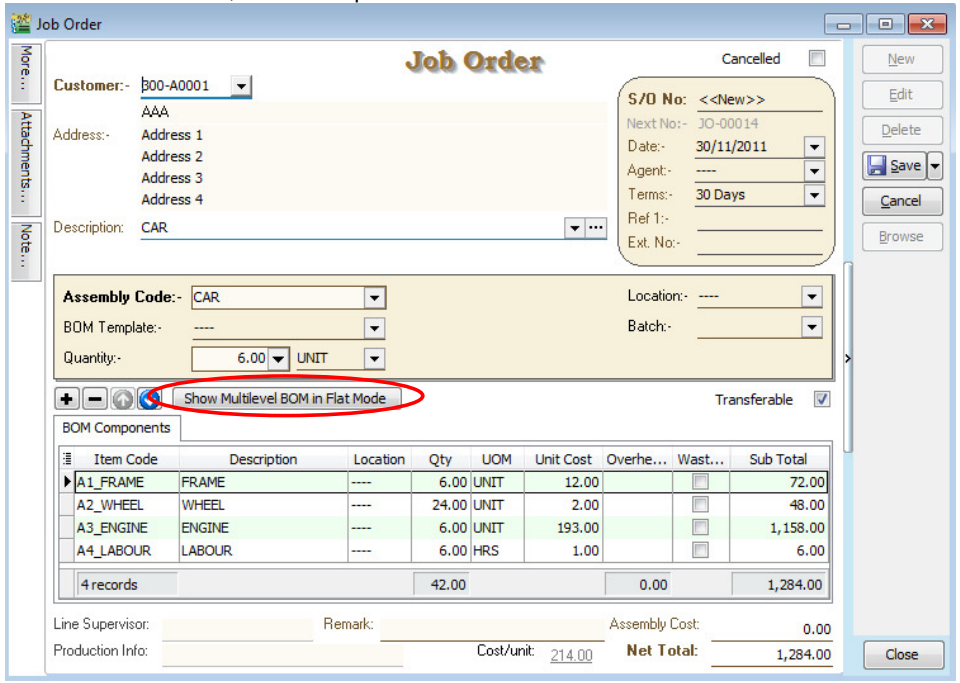 Job Order
More...
Attachments...
Note...
Job Order
Cancelled
Customer:- 300-A0001
AAA
Address:- Address 1
Address 2
Address 3
Address 4
Description: CAR
S/O No: <<New>>
Next No:- JO-00014
Date:- 30/11/2011
Agent:- ----
Terms:- 30 Days
Ref 1:-
Ext. No:-
New
Edit
Delete
Save
Cancel
Browse
Assembly Code:- CAR
Location:- ----
BOM Template:- ----
Batch:-
Quantity:- 6.00 UNIT
Show Multilevel BOM in Flat Mode
Transferable
BOM Components
Item Code Description Location Qty UOM Unit Cost Overhe... Wast... Sub Total
A1_FRAME FRAME ---- 6.00 UNIT 12.00 72.00
A2_WHEEL WHEEL ---- 24.00 UNIT 2.00 48.00
A3_ENGINE ENGINE ---- 6.00 UNIT 193.00 1,158.00
A4_LABOUR LABOUR ---- 6.00 HRS 1.00 6.00
4 records 42.00 0.00 1,284.00
Line Supervisor: Remark: Assembly Cost: 0.00
Production Info: Cost/unit: 214.00 Net Total: 1,284.00
Close